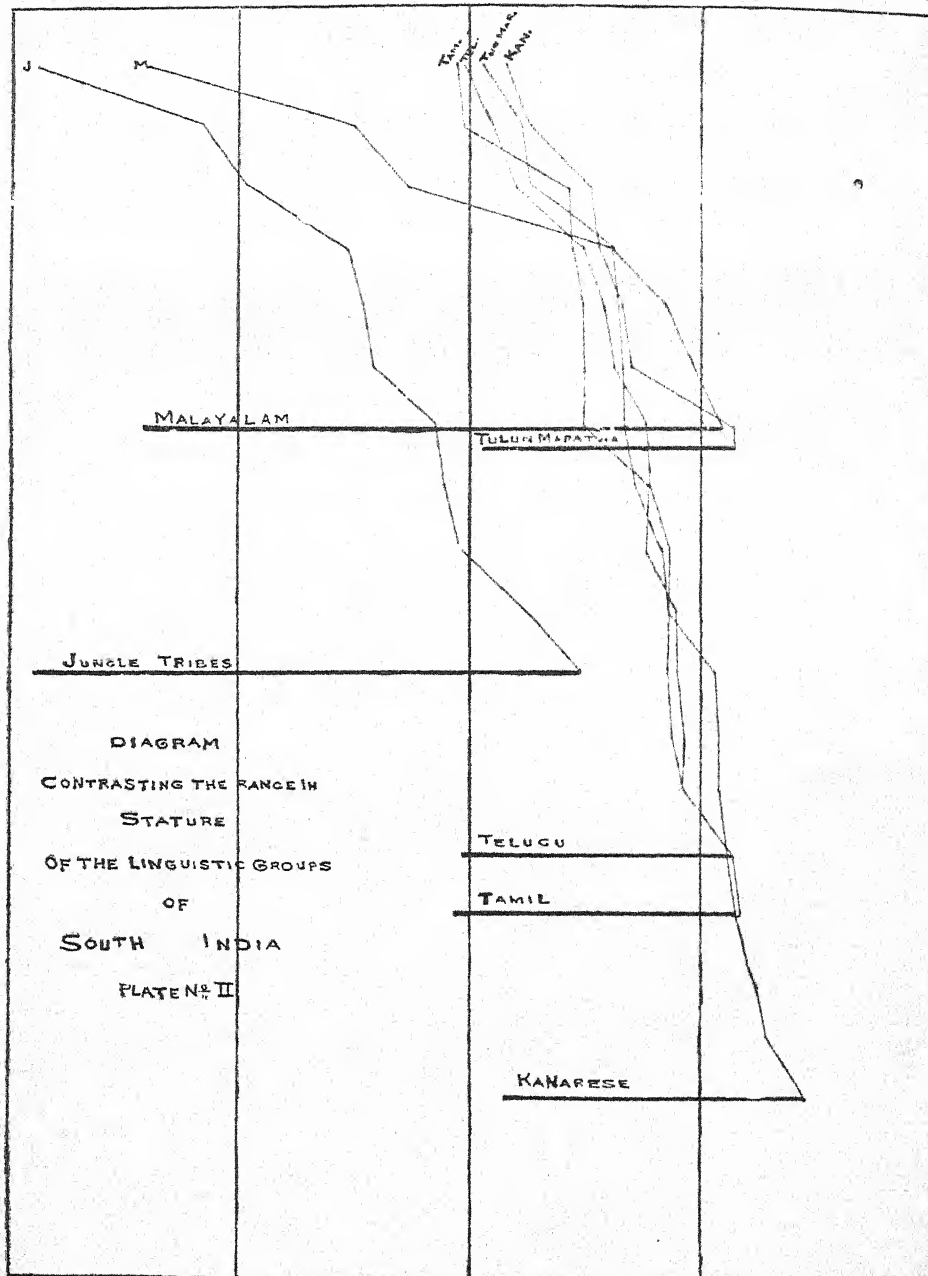 J
M
TAM.
TEL.
KAN.
MALAYALAM
JUNGLE TRIBES
DIAGRAM
CONTRASTING THE RANGE IN
STATURE
OF THE LINGUISTIC GROUPS
OF
SOUTH INDIA
PLATE Nº II
TELUGU
TAMIL
KANARESE